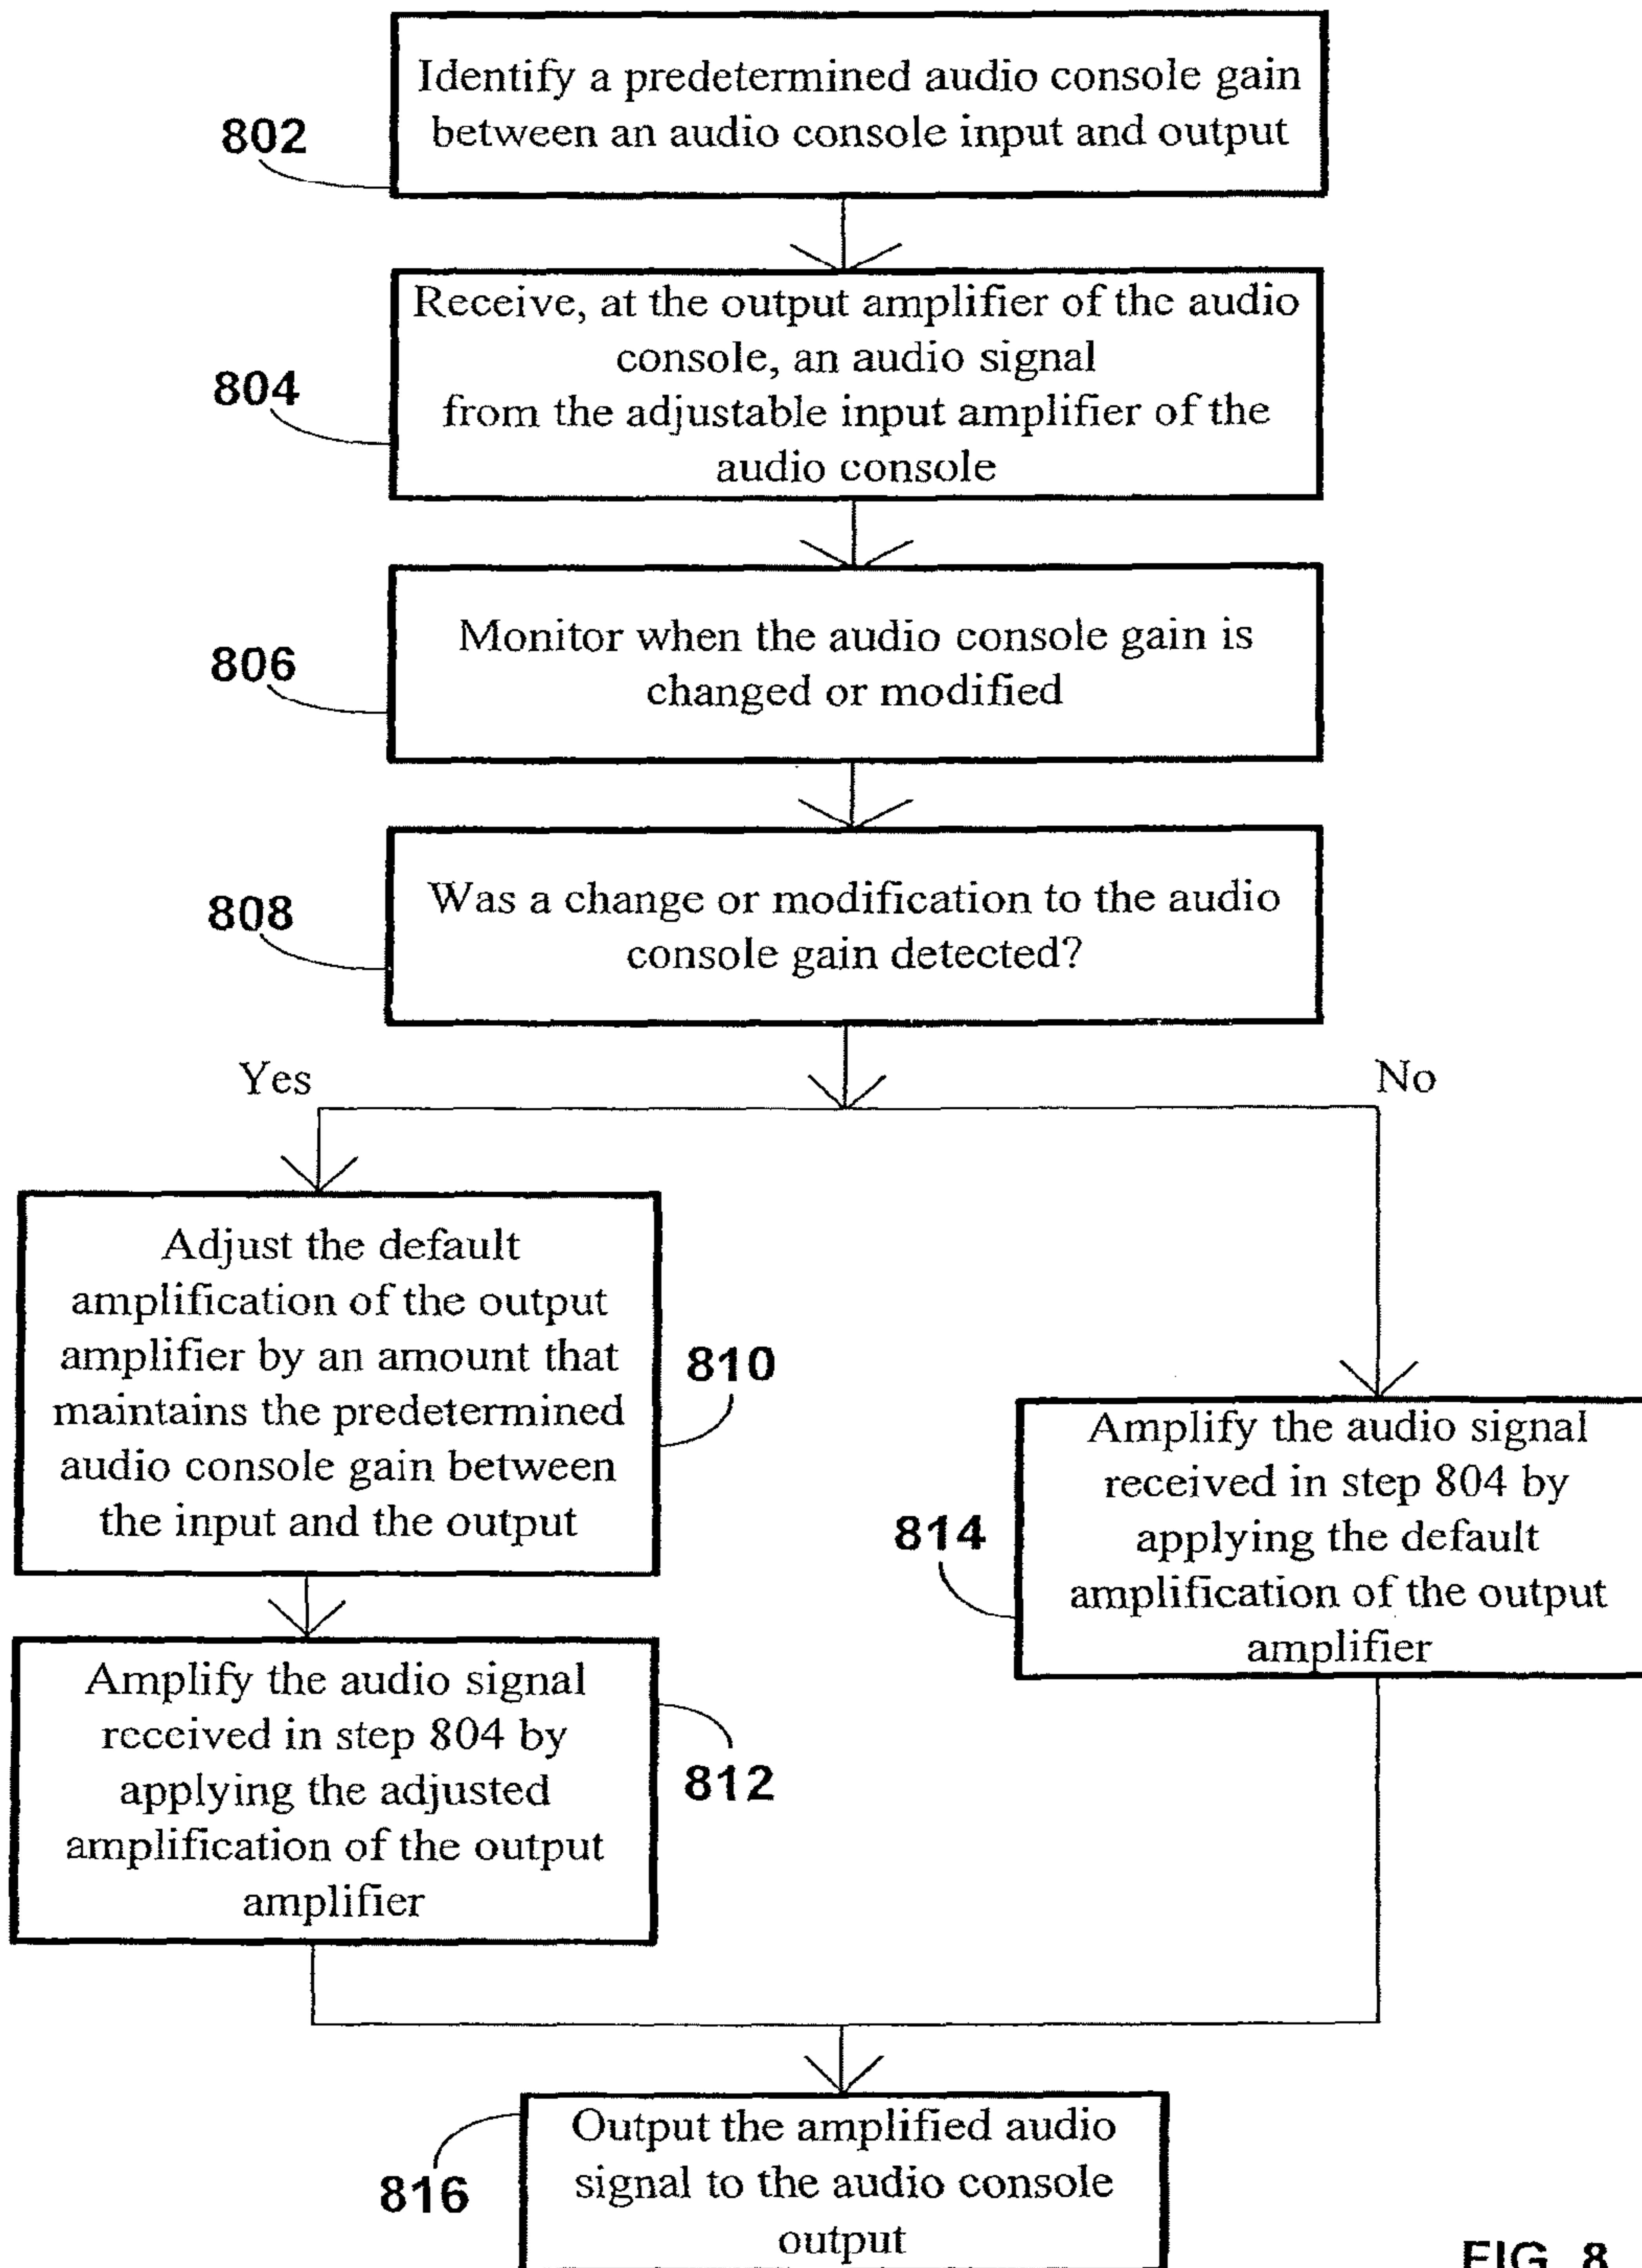 Identify a predetermined audio console gain
between an audio console input and output
802
Receive, at the output amplifier of the audio
console, an audio signal
from the adjustable input amplifier of the
audio console
804
Monitor when the audio console gain is
changed or modified
806
Was a change or modification to the audio
console gain detected?
808
Yes
No
Adjust the default
amplification of the output
amplifier by an amount that
maintains the predetermined
audio console gain between
the input and the output
810
Amplify the audio signal
received in step 804 by
applying the adjusted
amplification of the output
amplifier
812
Amplify the audio signal
received in step 804 by
applying the default
amplification of the output
amplifier
814
Output the amplified audio
signal to the audio console
output
816
FIG. 8